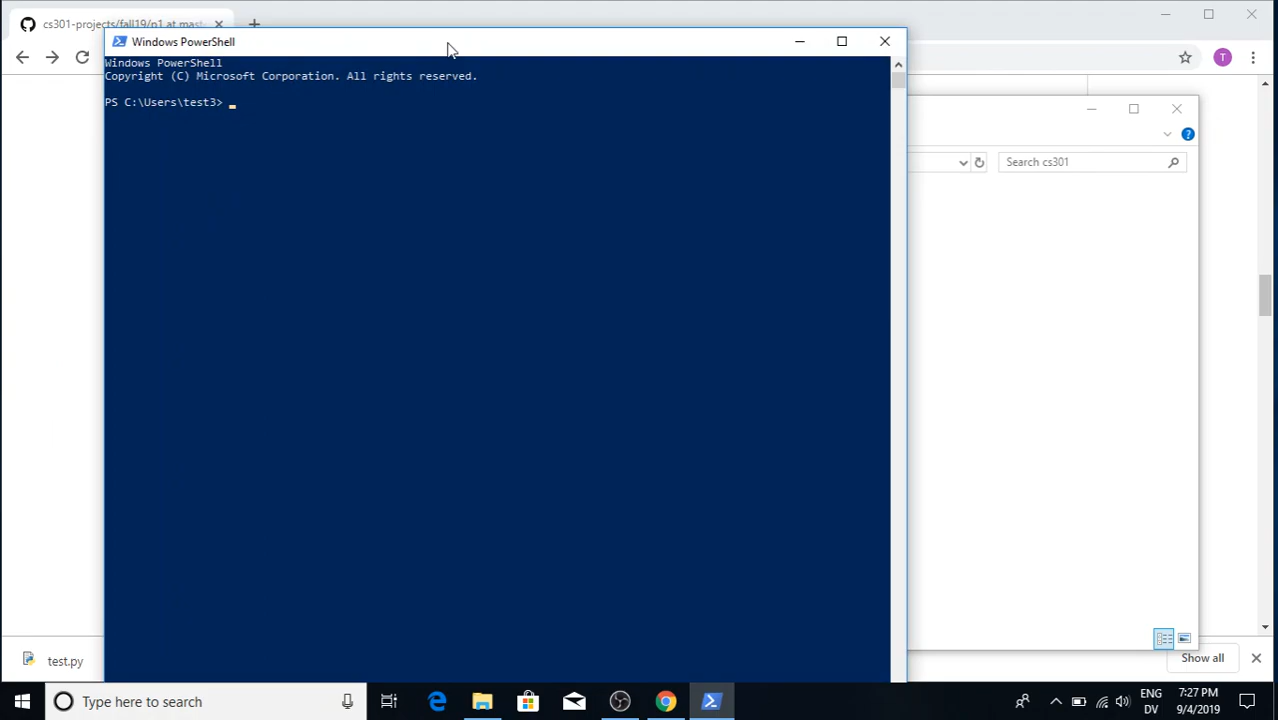 cs301-projects/fall19/p1 at mast
Windows PowerShell
Windows PowerShell
Copyright (C) Microsoft Corporation. All rights reserved.
PS C:\Users\test3> _
T
Search cs301
test.py
Show all
Type here to search
ENG
DV
7:27 PM
9/4/2019